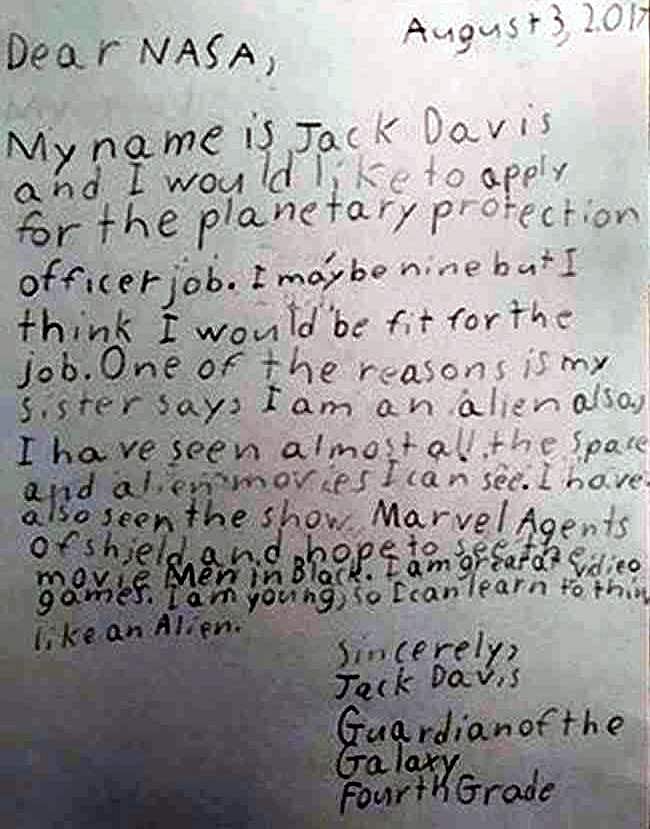 August 3, 2017
Dear NASA,
My name is Jack Davis
and I would like to apply
for the planetary protection
officer job. I may be nine but I
think I would be fit for the
job. One of the reasons is my
sister says I am an alien also,
I have seen almost all the space
and alien movies I can see. I have
also seen the show Marvel Agents
of shield and hope to see the
movie Men in Black. I am great at video
games. I am young, so I can learn to think
like an Alien.
Sincerely,
Jack Davis
Guardian of the
Galaxy
Fourth Grade